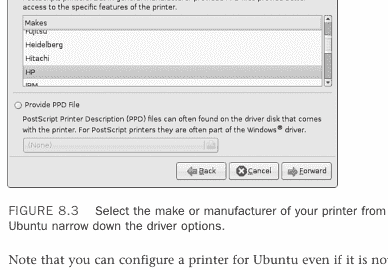 access to the specific features of the printer.
Makes
Fujitsu
Heidelberg
Hitachi
HP
IBM
Provide PPD File
PostScript Printer Description (PPD) files can often found on the driver disk that comes
with the printer. For PostScript printers they are often part of the Windows® driver.
(None)
Back Cancel Forward
FIGURE 8.3 Select the make or manufacturer of your printer from
Ubuntu narrow down the driver options.
Note that you can configure a printer for Ubuntu even if it is no